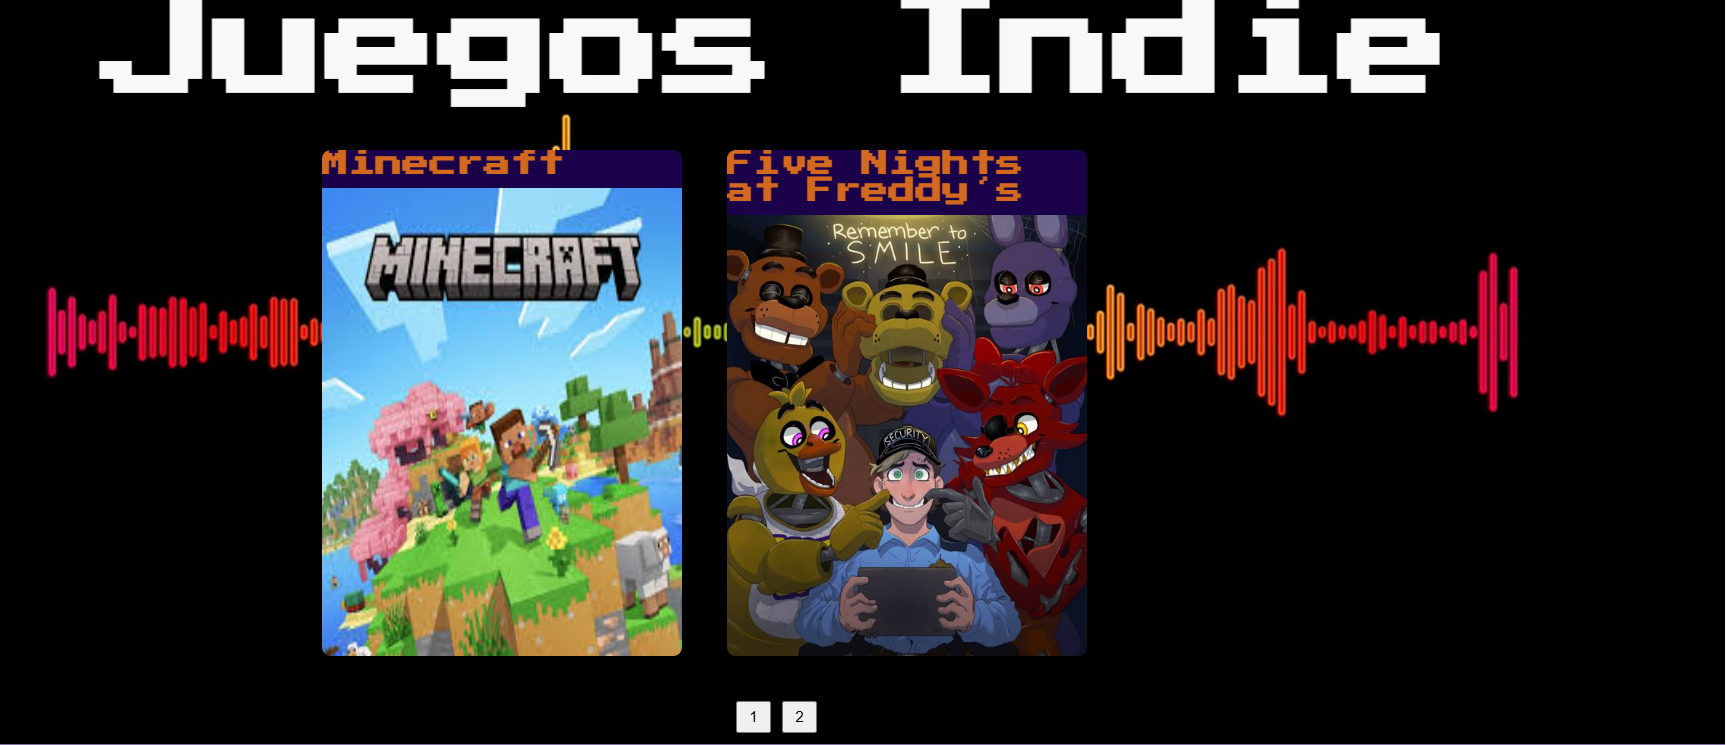 Juegos Indie
Minecraft
Five Nights
at Freddy's
MINECRAFT
Remember to
SMILE
SECURITY
1 2